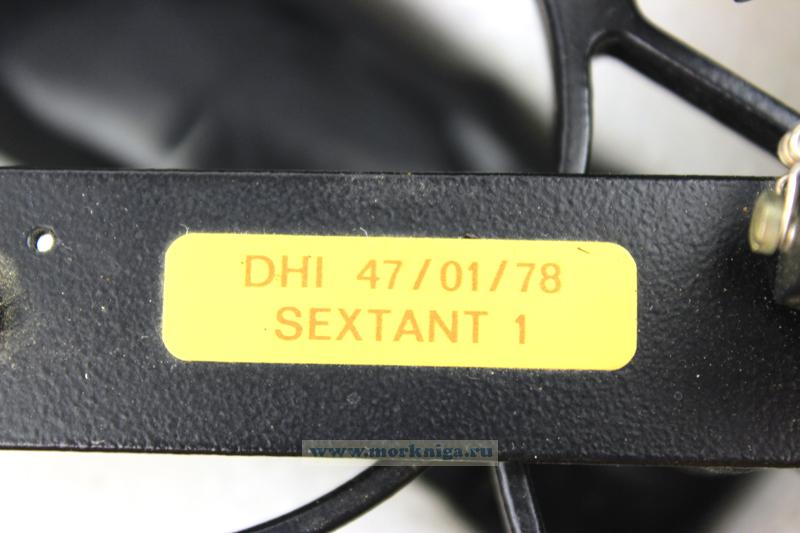 DHI 47/01/78
SEXTANT 1
www.morkniga.ru